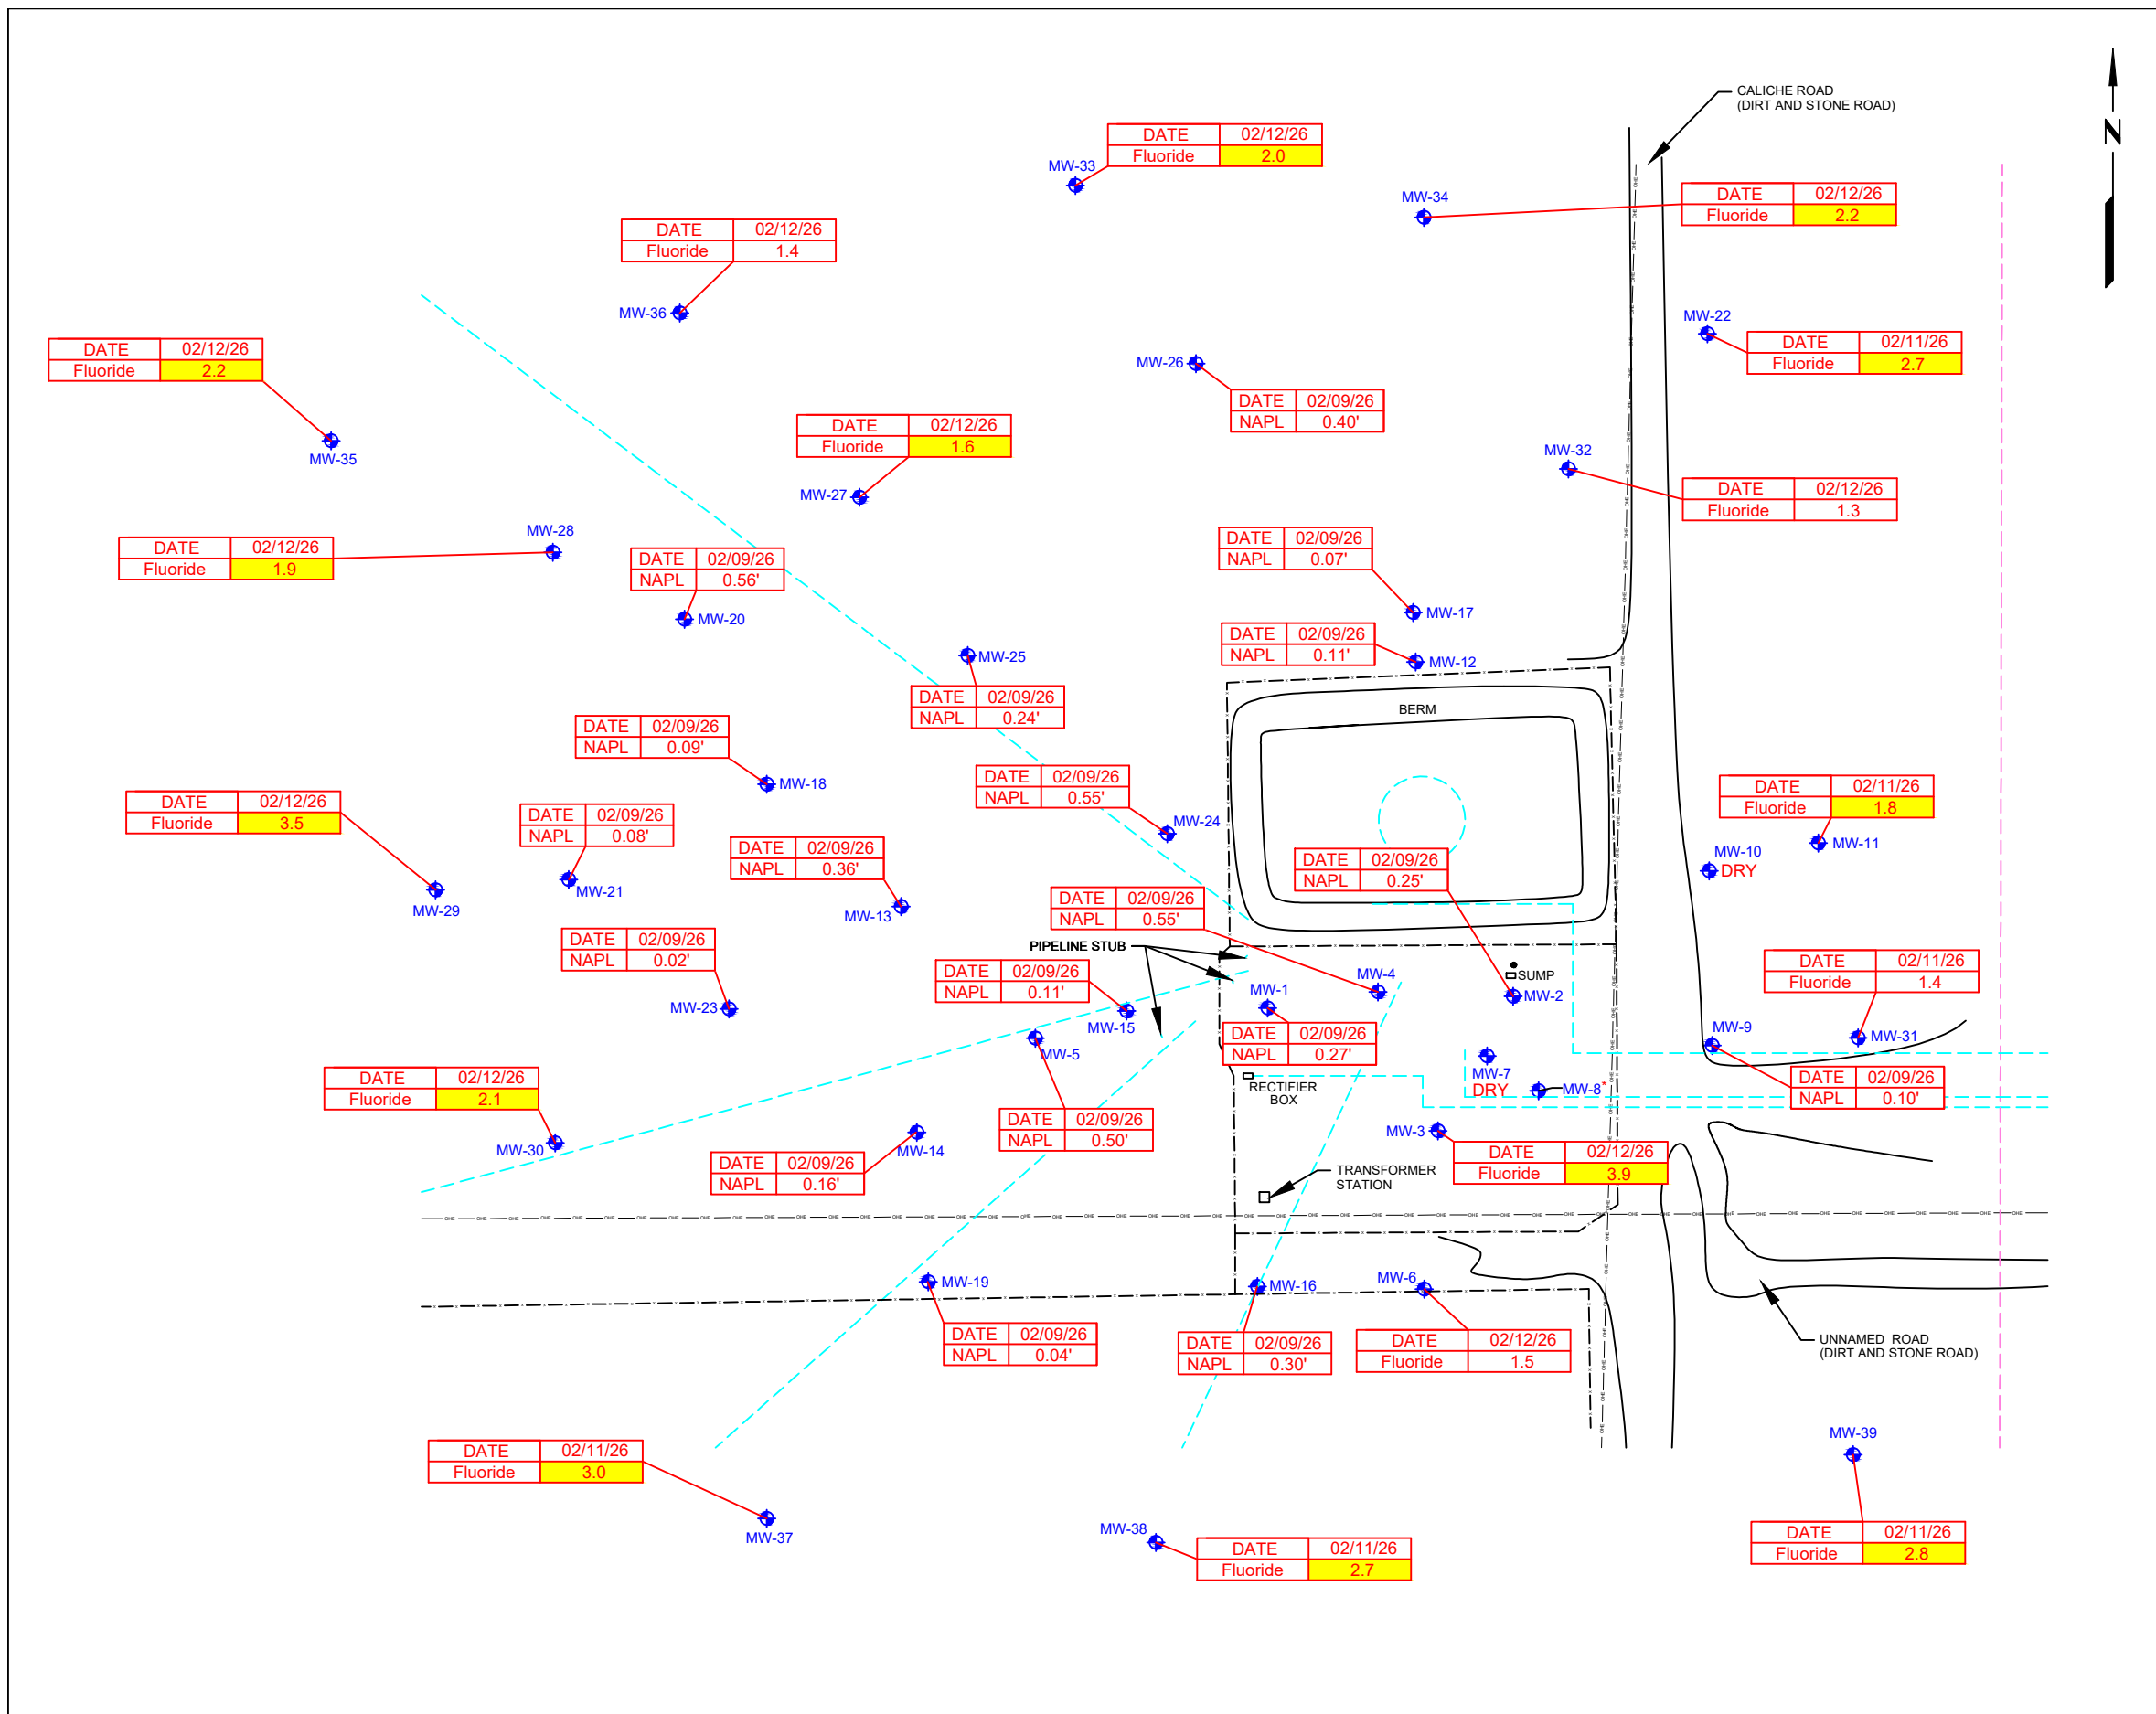 CALICHE ROAD
(DIRT AND STONE ROAD)
N
DATE 02/12/26
Fluoride 2.0
MW-33
MW-34
DATE 02/12/26
Fluoride 2.2
DATE 02/12/26
Fluoride 1.4
MW-36
MW-22
DATE 02/11/26
Fluoride 2.7
DATE 02/12/26
Fluoride 2.2
MW-35
MW-26
DATE 02/09/26
NAPL 0.40'
DATE 02/12/26
Fluoride 1.6
MW-27
MW-32
DATE 02/12/26
Fluoride 1.3
MW-28
DATE 02/12/26
Fluoride 1.9
DATE 02/09/26
NAPL 0.56'
MW-20
DATE 02/09/26
NAPL 0.07'
MW-17
DATE 02/09/26
NAPL 0.11'
MW-12
MW-25
DATE 02/09/26
NAPL 0.24'
BERM
DATE 02/09/26
NAPL 0.09'
MW-18
DATE 02/09/26
NAPL 0.55'
MW-24
DATE 02/12/26
Fluoride 3.5
MW-29
DATE 02/09/26
NAPL 0.08'
MW-21
DATE 02/09/26
NAPL 0.36'
MW-13
DATE 02/09/26
NAPL 0.25'
DATE 02/11/26
Fluoride 1.8
MW-11
MW-10
DRY
DATE 02/09/26
NAPL 0.55'
PIPELINE STUB
DATE 02/09/26
NAPL 0.02'
MW-23
DATE 02/09/26
NAPL 0.11'
MW-15
MW-5
MW-1
DATE 02/09/26
NAPL 0.27'
MW-4
SUMP
MW-2
DATE 02/11/26
Fluoride 1.4
MW-31
MW-9
DATE 02/09/26
NAPL 0.10'
MW-7
DRY
MW-8*
RECTIFIER
BOX
DATE 02/12/26
Fluoride 2.1
MW-30
DATE 02/09/26
NAPL 0.50'
MW-14
DATE 02/09/26
NAPL 0.16'
MW-3
DATE 02/12/26
Fluoride 3.9
TRANSFORMER
STATION
OHE OHE OHE OHE OHE OHE
MW-19
DATE 02/09/26
NAPL 0.04'
MW-16
DATE 02/09/26
NAPL 0.30'
MW-6
DATE 02/12/26
Fluoride 1.5
UNNAMED ROAD
(DIRT AND STONE ROAD)
DATE 02/11/26
Fluoride 3.0
MW-37
MW-38
DATE 02/11/26
Fluoride 2.7
MW-39
DATE 02/11/26
Fluoride 2.8